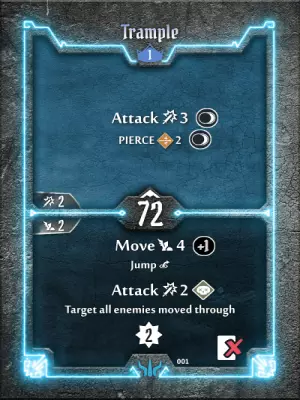 Trample
1
Attack 3
PIERCE 2
2
72
2
Move 4 +1
Jump
Attack 2
Target all enemies moved through
2
001